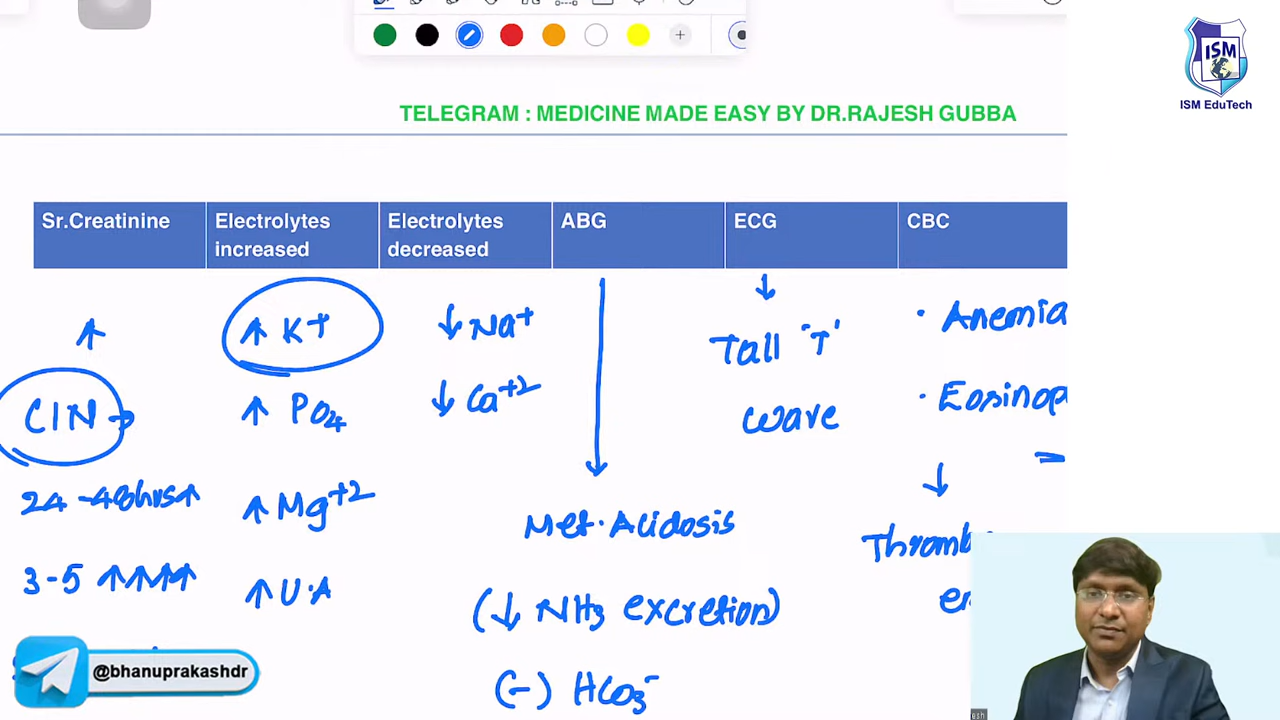 ISM
ISM EduTech
TELEGRAM : MEDICINE MADE EASY BY DR.RAJESH GUBBA
Sr.Creatinine
Electrolytes increased
Electrolytes decreased
ABG
ECG
CBC
↑
CIN →
24-48hrs↑
3-5 ↑↑↑↑
↑ K+
↑ PO4
↑ Mg+2
↑ U.A
↓ Na+
↓ Ca+2
Met. Acidosis
(↓ NH3 excretion)
(-) HCO3-
↓
Tall 'T'
wave
· Anemia
· Eosinop
↓
Thromb
@bhanuprakashdr